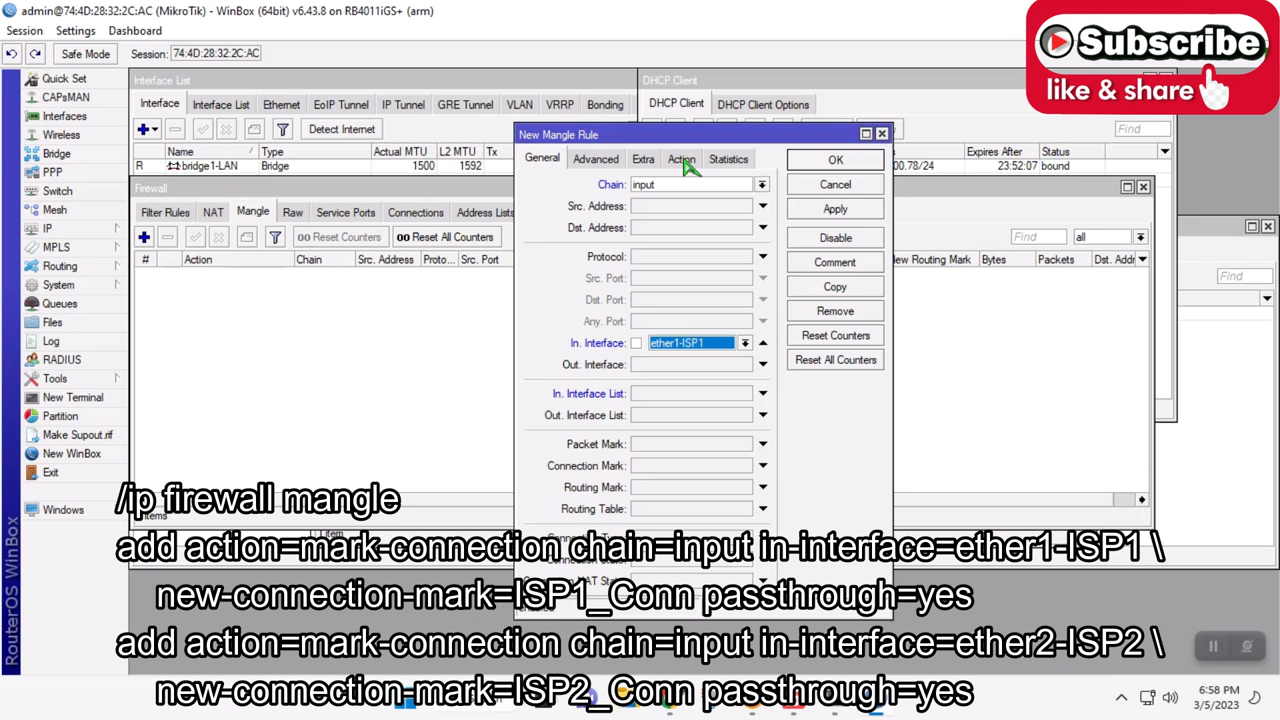 admin@74:4D:28:32:2C:AC (MikroTik) - WinBox (64bit) v6.43.8 on RB4011iGS+ (arm)
Session Settings Dashboard
Safe Mode Session: 74:4D:28:32:2C:AC
Subscribe
like & share
Quick Set
CAPsMAN
Interfaces
Wireless
Bridge
PPP
Switch
Mesh
IP
MPLS
Routing
System
Queues
Files
Log
RADIUS
Tools
New Terminal
Partition
Make Supout.rif
New WinBox
Exit
Windows
RouterOS WinBox
Interface List
Interface Interface List Ethernet EoIP Tunnel IP Tunnel GRE Tunnel VLAN VRRP Bonding
Detect Internet
Name Type Actual MTU L2 MTU Tx
R bridge1-LAN Bridge 1500 1592
DHCP Client
DHCP Client DHCP Client Options
Find
Expires After Status
00.78/24 23:52:07 bound
Firewall
Filter Rules NAT Mangle Raw Service Ports Connections Address Lists
00 Reset Counters 00 Reset All Counters
Find all
# Action Chain Src. Address Proto... Src. Port
New Routing Mark Bytes Packets Dst. Addr
Find
New Mangle Rule
General Advanced Extra Action Statistics
Chain: input
Src. Address:
Dst. Address:
Protocol:
Src. Port:
Dst. Port:
Any. Port:
In. Interface: ether1-ISP1
Out. Interface:
In. Interface List:
Out. Interface List:
Packet Mark:
Connection Mark:
Routing Mark:
Routing Table:
OK
Cancel
Apply
Disable
Comment
Copy
Remove
Reset Counters
Reset All Counters
/ip firewall mangle
add action=mark-connection chain=input in-interface=ether1-ISP1 \
new-connection-mark=ISP1_Conn passthrough=yes
add action=mark-connection chain=input in-interface=ether2-ISP2 \
new-connection-mark=ISP2_Conn passthrough=yes
6:58 PM
3/5/2023